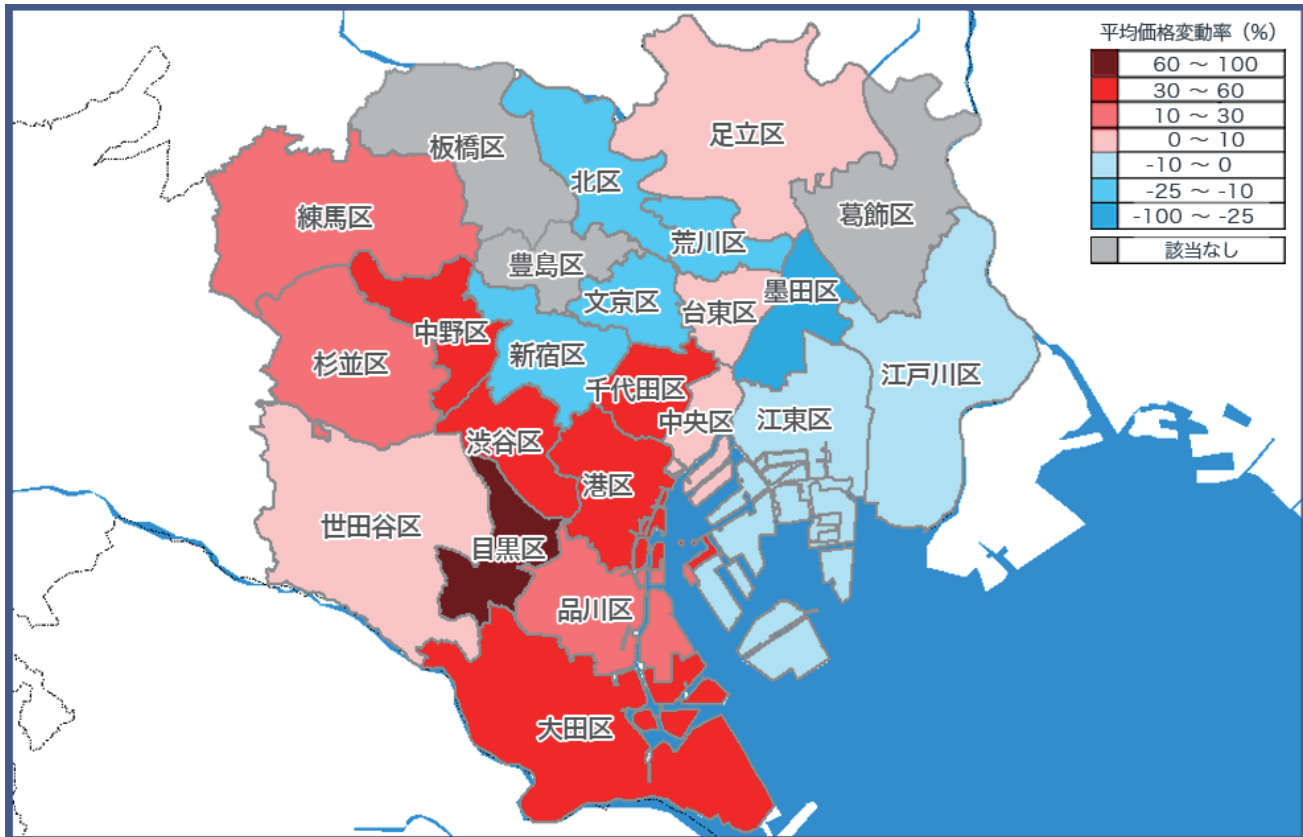 平均価格変動率（%）
60 ～ 100
30 ～ 60
10 ～ 30
0 ～ 10
-10 ～ 0
-25 ～ -10
-100 ～ -25
該当なし
足立区
板橋区
北区
練馬区
葛飾区
荒川区
豊島区
文京区
台東区
墨田区
中野区
新宿区
杉並区
千代田区
江戸川区
中央区
江東区
渋谷区
港区
世田谷区
目黒区
品川区
大田区